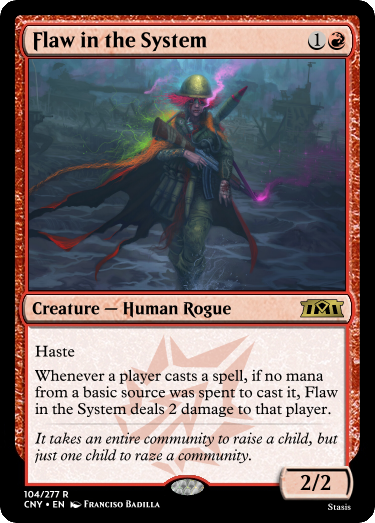 Flaw in the System
1
Creature — Human Rogue
Haste
Whenever a player casts a spell, if no mana
from a basic source was spent to cast it, Flaw
in the System deals 2 damage to that player.
It takes an entire community to raise a child, but
just one child to raze a community.
2/2
104/277 R
CNY • EN Franciso Badilla
Stasis